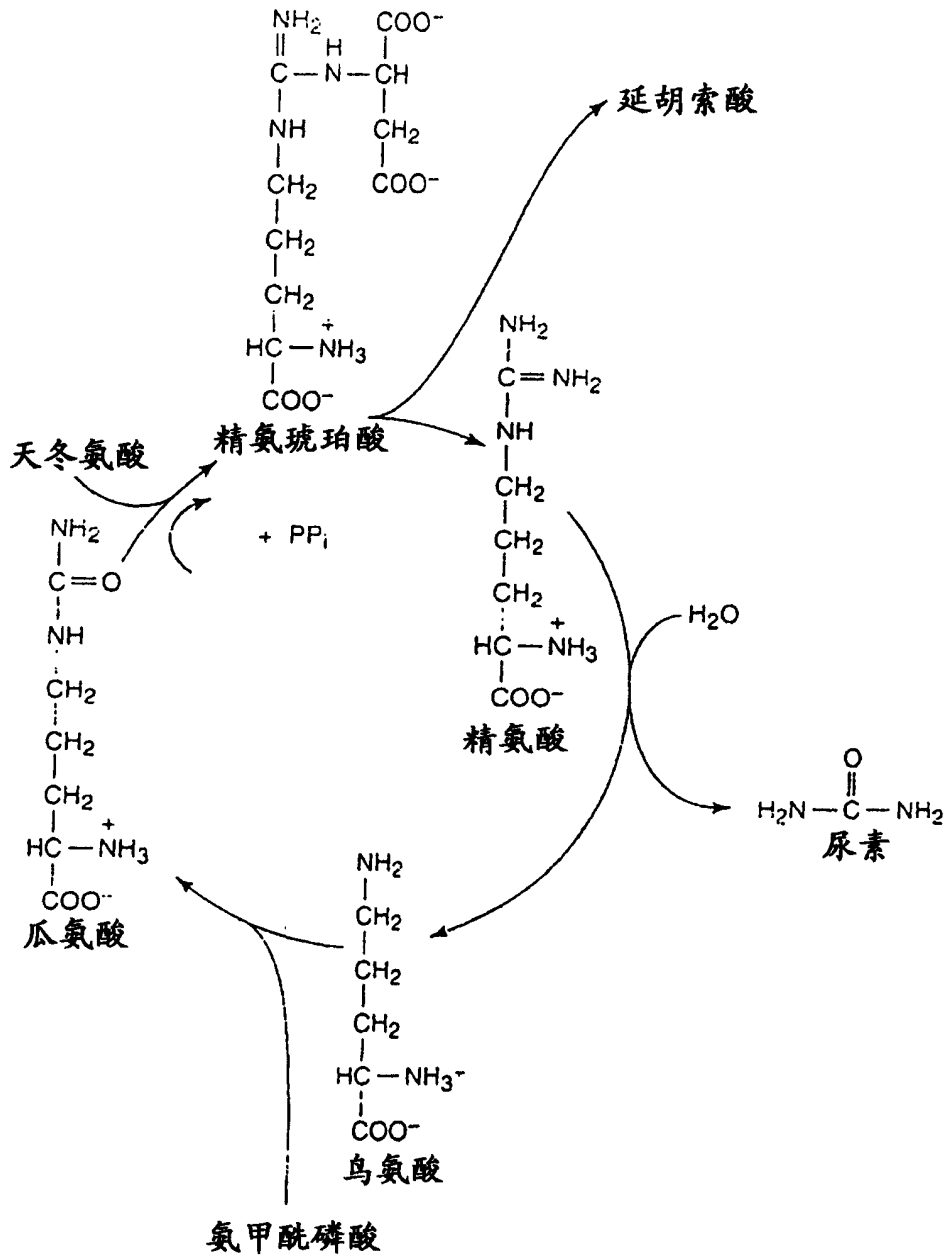 NH2
C—N—CH
H
COO−
NH
CH2
COO−
CH2
CH2
CH2
HC—NH3
+
COO−
精氨琥珀酸
延胡索酸
天冬氨酸
+ PPi
NH2
C=NH2
NH
CH2
CH2
CH2
HC—NH3
+
COO−
精氨酸
H2O
O
H2N—C—NH2
尿素
NH2
C=O
NH
CH2
CH2
CH2
HC—NH3
+
COO−
瓜氨酸
NH2
CH2
CH2
CH2
HC—NH3-
COO−
鸟氨酸
氨甲酰磷酸